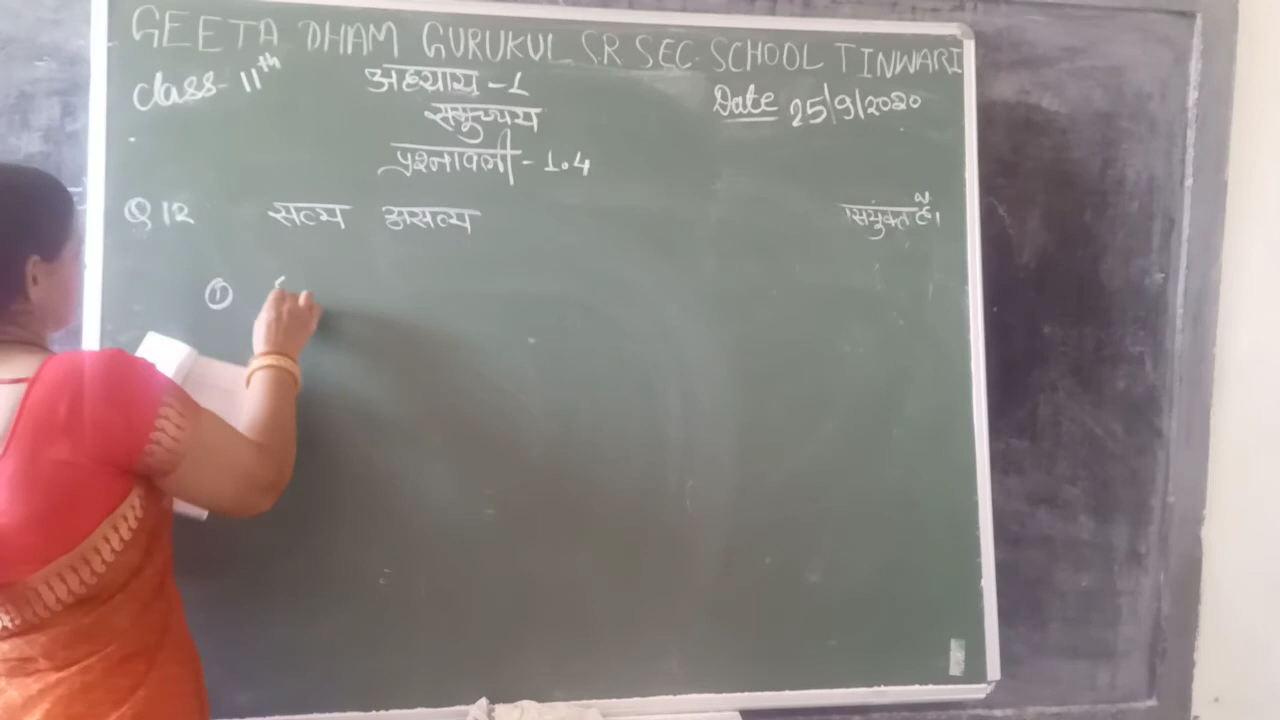 GEETA DHAM GURUKUL SR SEC. SCHOOL TINWARI
Class - 11th अध्याय - 1 Date 25/9/2020
समुच्चय
प्रश्नावली - 1.4
Q 12 सत्य असत्य संयुक्त है।
①